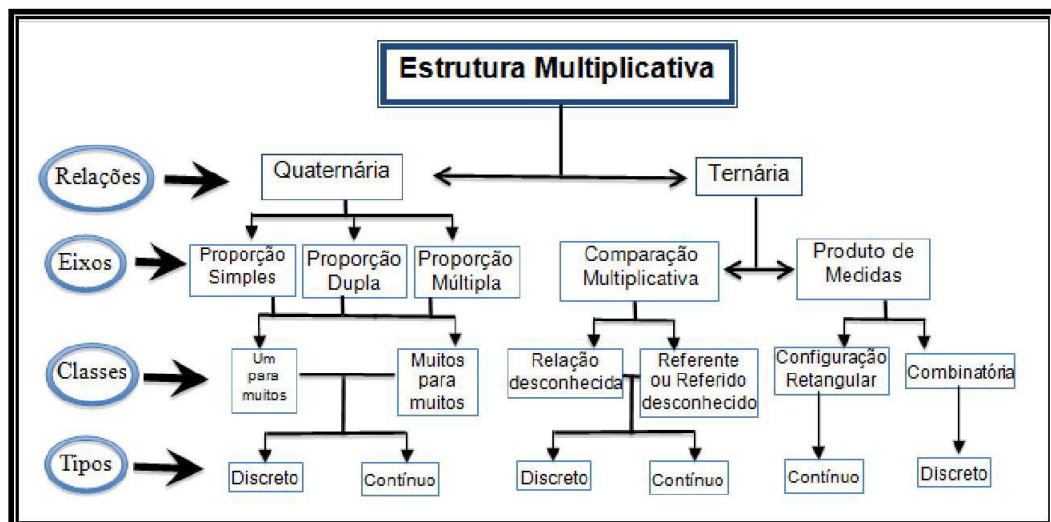 Estrutura Multiplicativa
Relações
Quaternária
Ternária
Eixos
Proporção
Simples
Proporção
Dupla
Proporção
Múltipla
Comparação
Multiplicativa
Produto de
Medidas
Classes
Um
para
muitos
Muitos
para
muitos
Relação
desconhecida
Referente
ou Referido
desconhecido
Configuração
Retangular
Combinatória
Tipos
Discreto
Contínuo
Discreto
Contínuo
Contínuo
Discreto